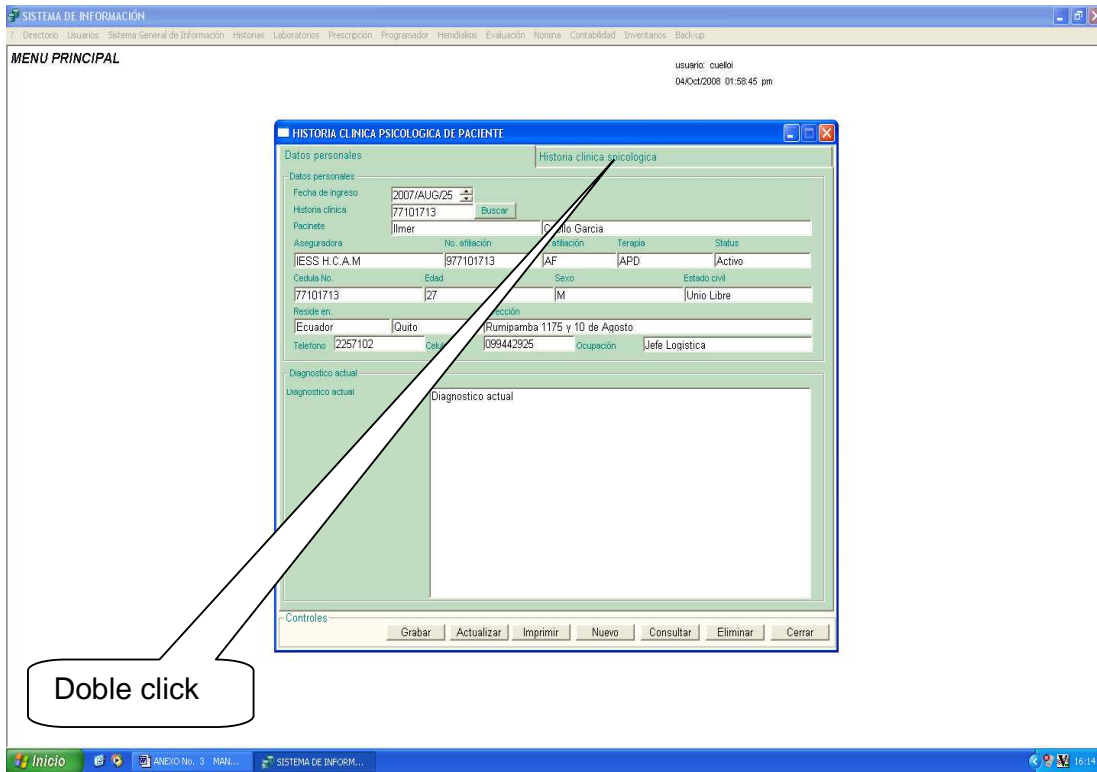 SISTEMA DE INFORMACIÓN
? Directorio Usuarios Sistema General de Información Historias Laboratorios Prescripción Programador Hemdialisis Evaluación Nomina Contabilidad Inventarios Back-up
MENU PRINCIPAL
usuario: cuelloi
04/Oct/2008 01:58:45 pm
HISTORIA CLINICA PSICOLOGICA DE PACIENTE
Datos personales Historia clinica spicologica
Datos personales
Fecha de ingreso 2007/AUG/25
Historia clinica 77101713 Buscar
Pacinete Ilmer Garcia
Aseguradora No. afiliación afiliación Terapia Status
IESS H.C.A.M 977101713 AF APD Activo
Cedula No. Edad Sexo Estado civil
77101713 27 M Unio Libre
Reside en.
Ecuador Quito Rumipamba 1175 y 10 de Agosto
Telefono 2257102 099442925 Ocupación Jefe Logistica
Diagnostico actual
Diagnostico actual Diagnostico actual
Controles
Grabar Actualizar Imprimir Nuevo Consultar Eliminar Cerrar
Doble click
Inicio ANEXO No. 3 MAN... SISTEMA DE INFORM... 16:14